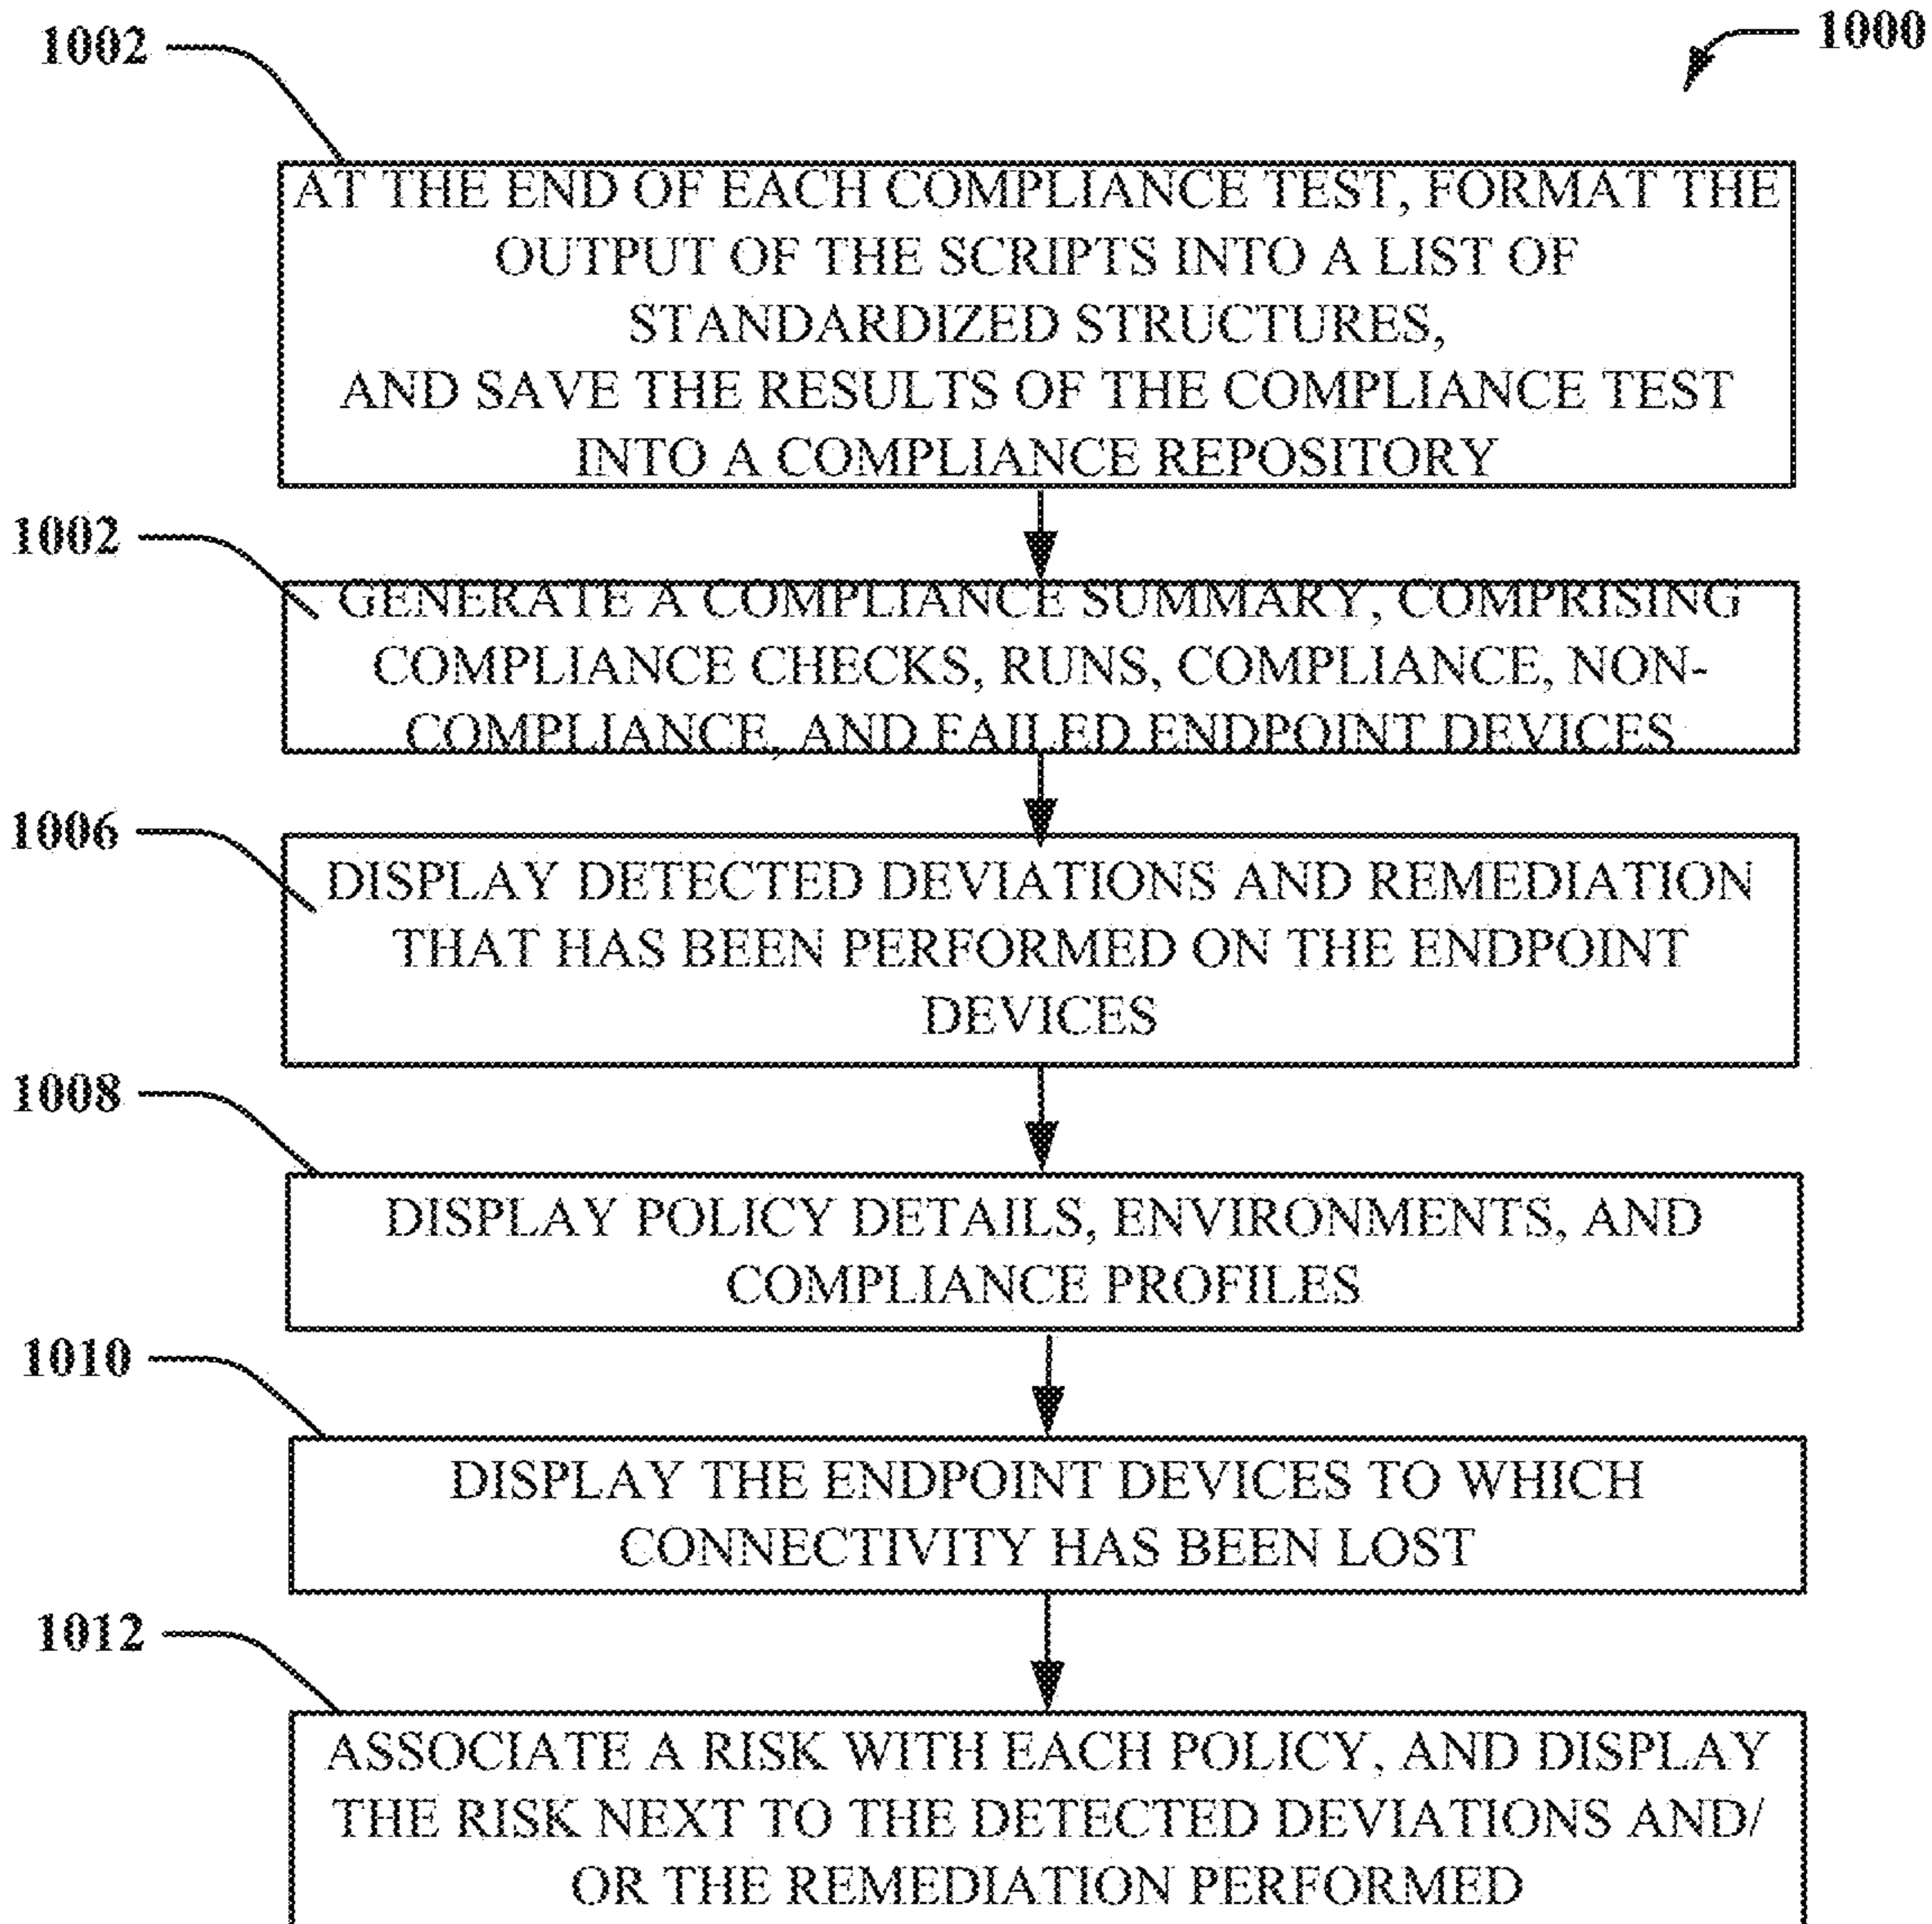 1000
1002
AT THE END OF EACH COMPLIANCE TEST, FORMAT THE
OUTPUT OF THE SCRIPTS INTO A LIST OF
STANDARDIZED STRUCTURES,
AND SAVE THE RESULTS OF THE COMPLIANCE TEST
INTO A COMPLIANCE REPOSITORY
1002
GENERATE A COMPLIANCE SUMMARY, COMPRISING
COMPLIANCE CHECKS, RUNS, COMPLIANCE, NON-
COMPLIANCE, AND FAILED ENDPOINT DEVICES
1006
DISPLAY DETECTED DEVIATIONS AND REMEDIATION
THAT HAS BEEN PERFORMED ON THE ENDPOINT
DEVICES
1008
DISPLAY POLICY DETAILS, ENVIRONMENTS, AND
COMPLIANCE PROFILES
1010
DISPLAY THE ENDPOINT DEVICES TO WHICH
CONNECTIVITY HAS BEEN LOST
1012
ASSOCIATE A RISK WITH EACH POLICY, AND DISPLAY
THE RISK NEXT TO THE DETECTED DEVIATIONS AND/
OR THE REMEDIATION PERFORMED